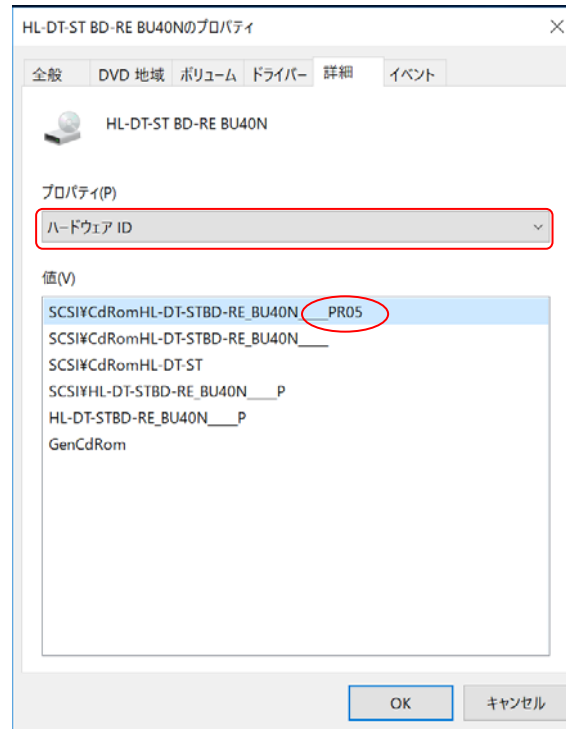 HL-DT-ST BD-RE BU40Nのプロパティ
全般 DVD 地域 ボリューム ドライバー 詳細 イベント
HL-DT-ST BD-RE BU40N
プロパティ(P)
ハードウェア ID
値(V)
SCSI¥CdRomHL-DT-STBD-RE_BU40N____PR05
SCSI¥CdRomHL-DT-STBD-RE_BU40N____
SCSI¥CdRomHL-DT-ST
SCSI¥HL-DT-STBD-RE_BU40N____P
HL-DT-STBD-RE_BU40N____P
GenCdRom
OK キャンセル